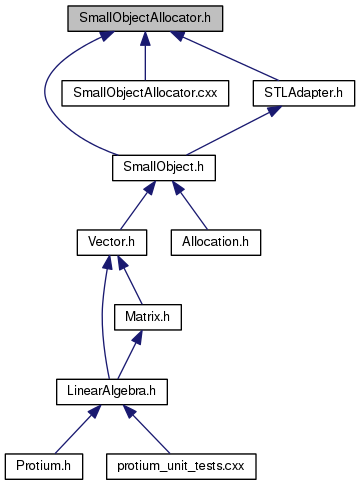 SmallObjectAllocator.h
SmallObjectAllocator.cxx
STLAdapter.h
SmallObject.h
Vector.h
Allocation.h
Matrix.h
LinearAlgebra.h
Protium.h
protium_unit_tests.cxx